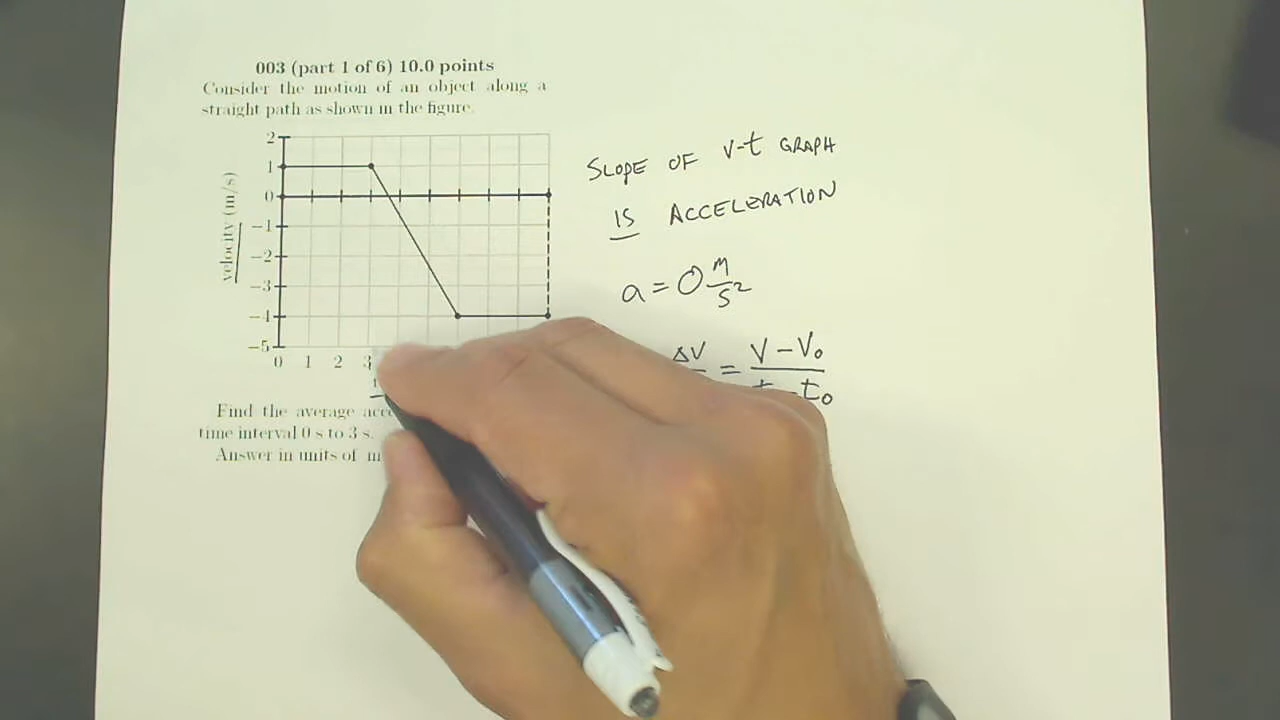 003 (part 1 of 6) 10.0 points
Consider the motion of an object along a
straight path as shown in the figure.
2
1
0
−1
−2
−3
−4
−5
velocity (m/s)
0 1 2 3
Find the average
time interval 0 s to 3 s.
Answer in units of
SLOPE OF V-t GRAPH
IS ACCELERATION
a = 0 m/s²
ΔV = V - V₀
t - t₀